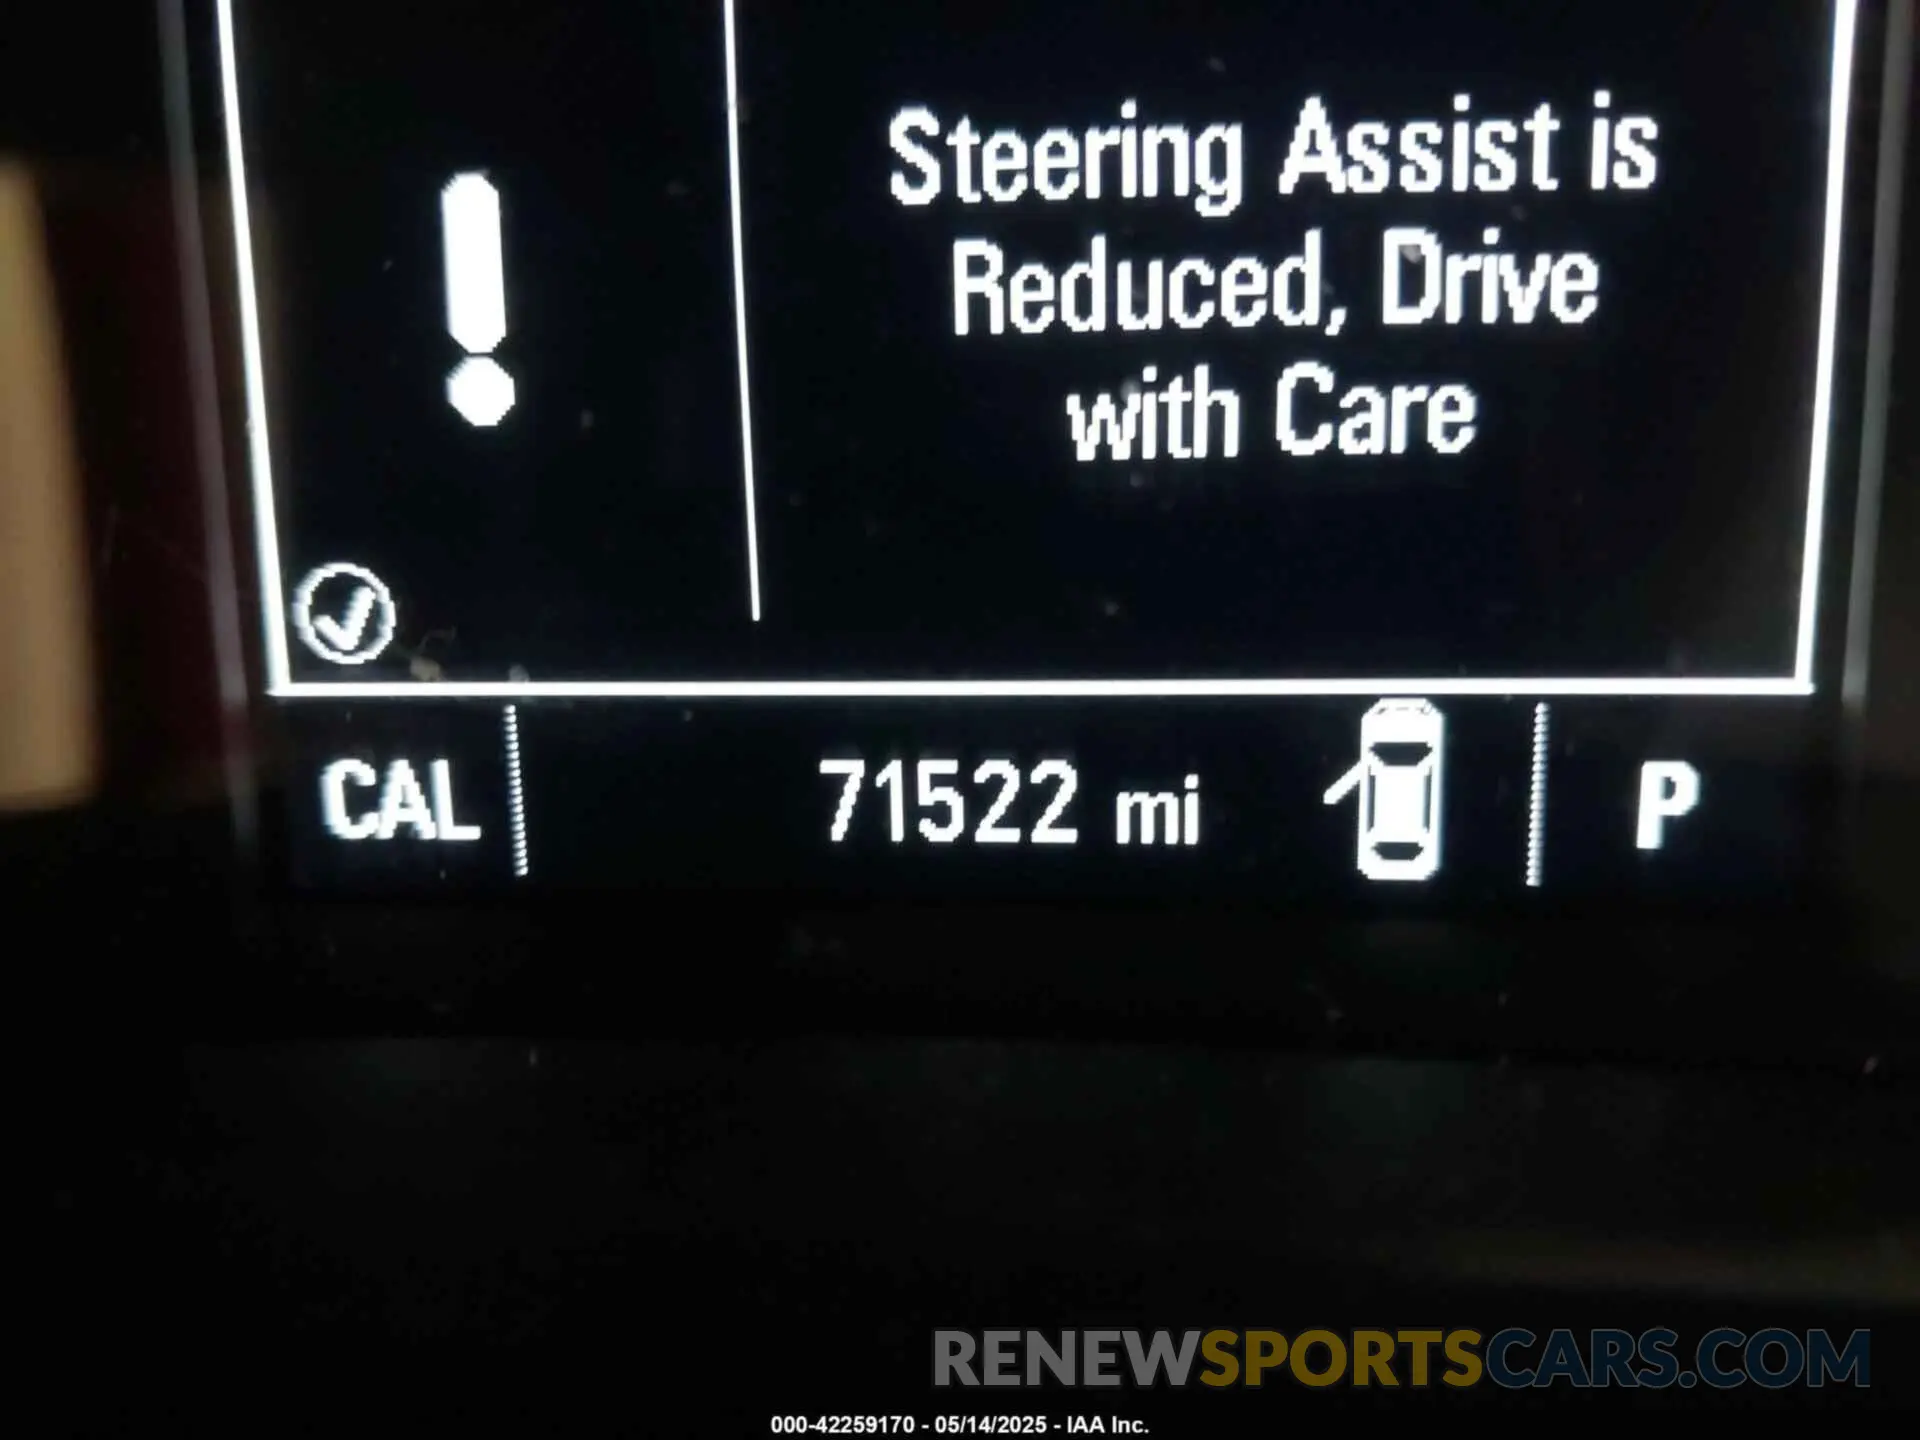 Steering Assist is
Reduced, Drive
with Care
CAL 71522 mi P
RENEWSPORTSCARS.COM
000-42259170 - 05/14/2025 - IAA Inc.